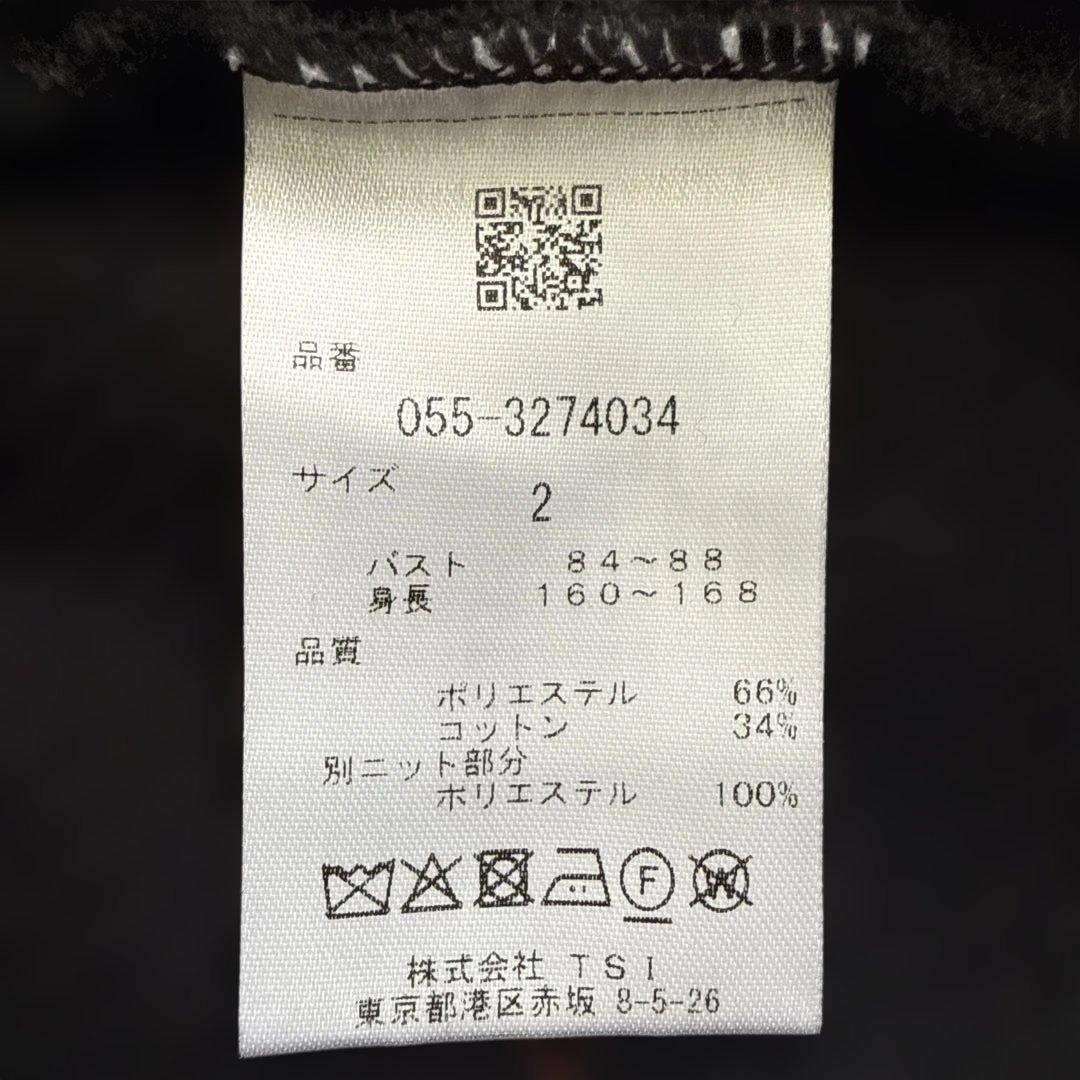 品番
055-3274034
サイズ
2
バスト 84～88
身長 160～168
品質
ポリエステル 66%
コットン 34%
別ニット部分
ポリエステル 100%
F
W
株式会社 TSI
東京都港区赤坂 8-5-26